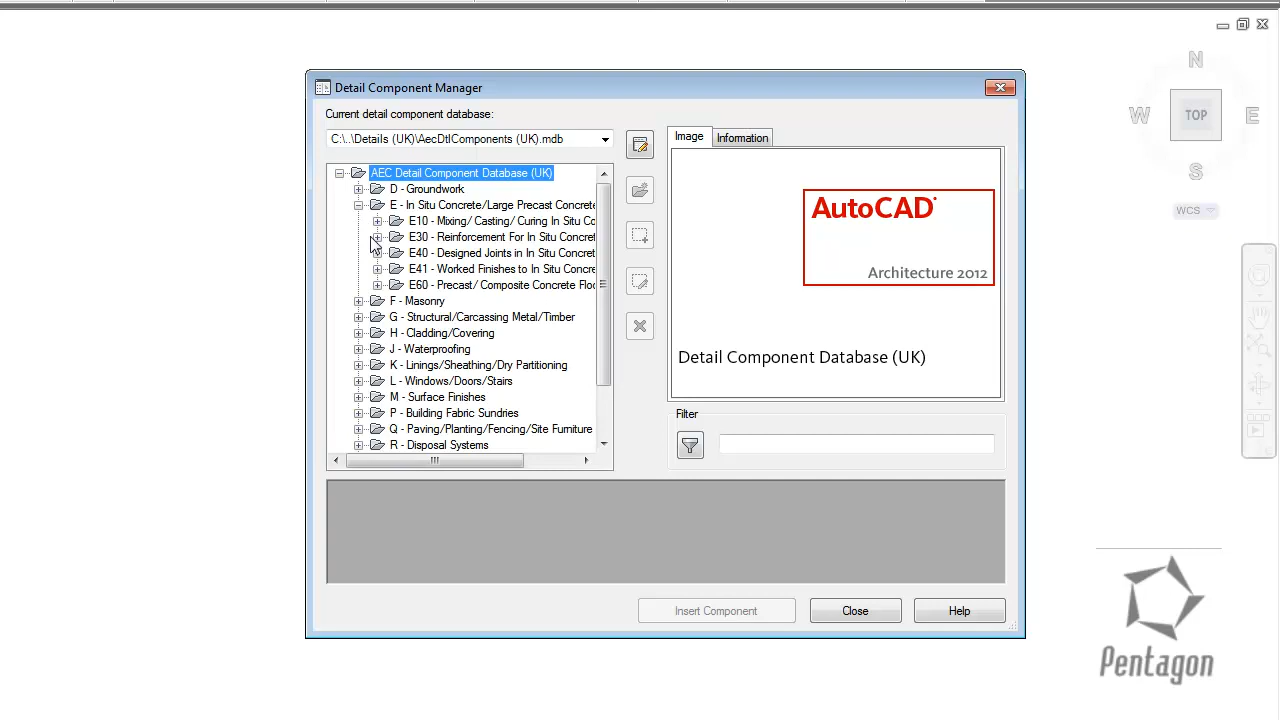 N
W
TOP
E
S
WCS
Detail Component Manager
Current detail component database:
C:\..\Details (UK)\AecDtlComponents (UK).mdb
AEC Detail Component Database (UK)
D - Groundwork
E - In Situ Concrete/Large Precast Concrete
E10 - Mixing/ Casting/ Curing In Situ Co
E30 - Reinforcement For In Situ Concret
E40 - Designed Joints in In Situ Concret
E41 - Worked Finishes to In Situ Concre
E60 - Precast/ Composite Concrete Floo
F - Masonry
G - Structural/Carcassing Metal/Timber
H - Cladding/Covering
J - Waterproofing
K - Linings/Sheathing/Dry Partitioning
L - Windows/Doors/Stairs
M - Surface Finishes
P - Building Fabric Sundries
Q - Paving/Planting/Fencing/Site Furniture
R - Disposal Systems
Image
Information
AutoCAD
Architecture 2012
Detail Component Database (UK)
Filter
Insert Component
Close
Help
Pentagon